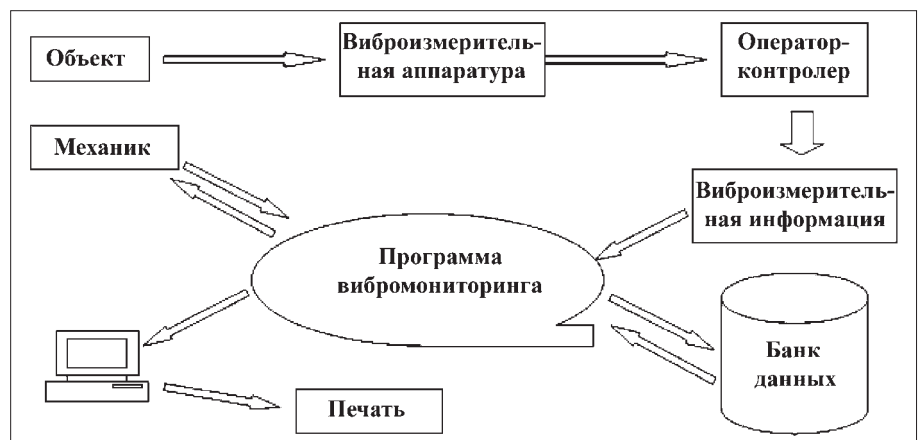 Объект
Виброизмеритель-
ная аппаратура
Оператор-
контролер
Механик
Виброизмеритель-
ная информация
Программа
вибромониторинга
Банк
данных
Печать